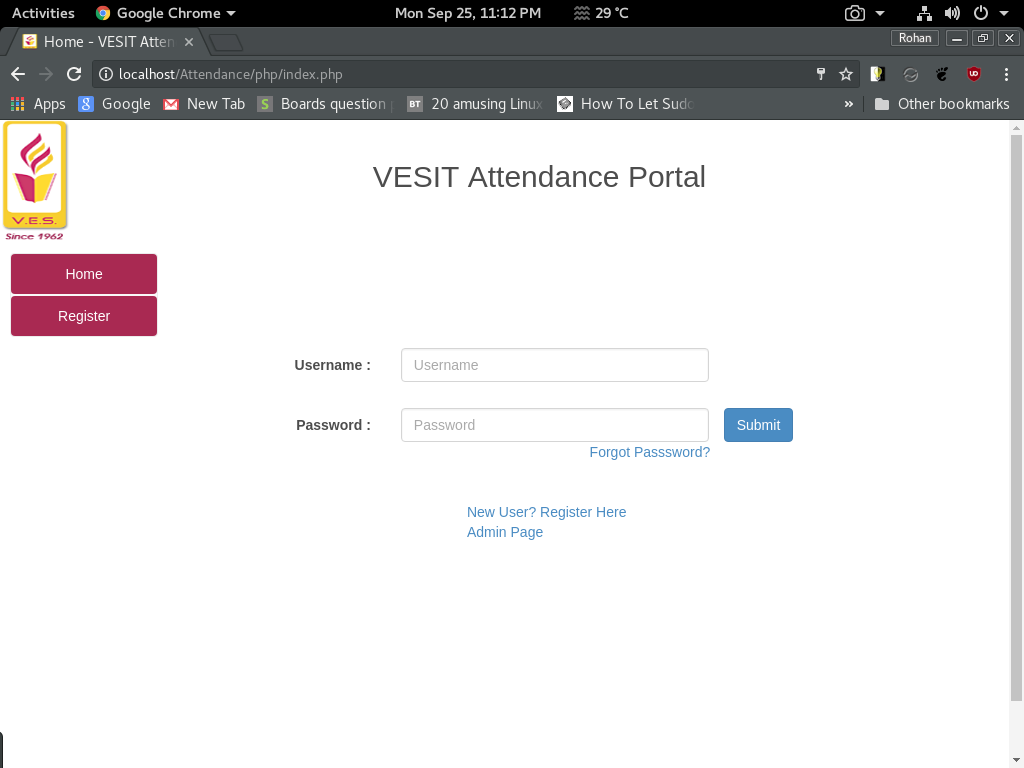 Activities Google Chrome Mon Sep 25, 11:12 PM 29 °C
Home - VESIT Atten Rohan
localhost/Attendance/php/index.php
Apps Google New Tab Boards question 20 amusing Linux How To Let Sudo » Other bookmarks
V.E.S.
Since 1962
VESIT Attendance Portal
Home
Register
Username : Username
Password : Password Submit
Forgot Passsword?
New User? Register Here
Admin Page